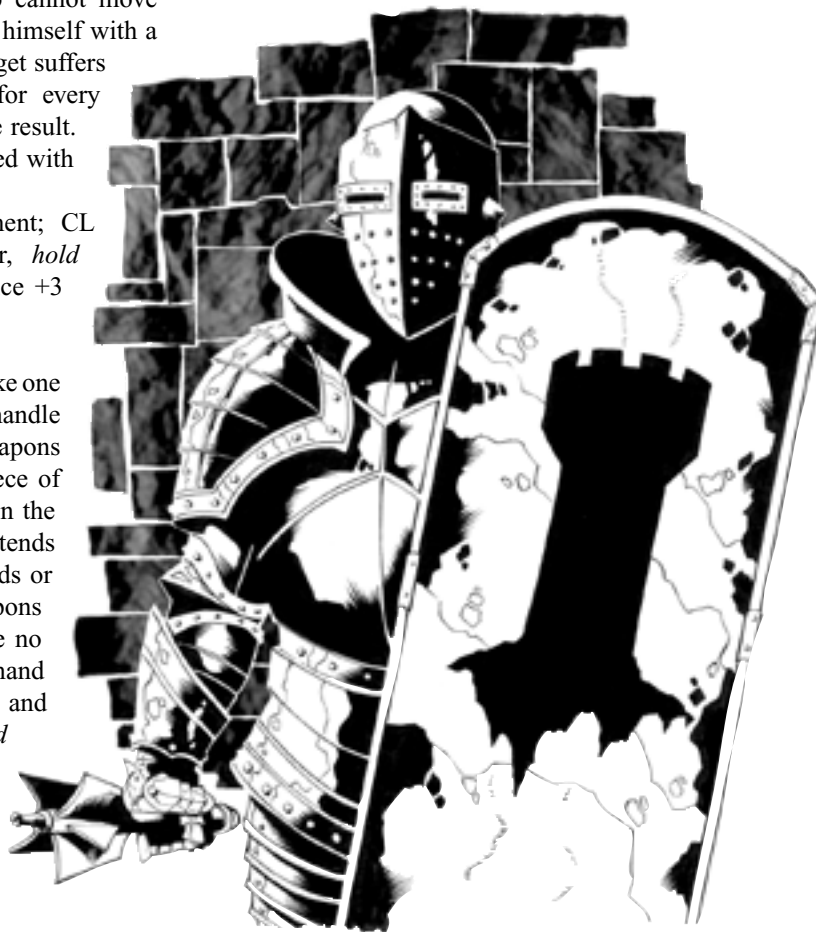 cannot move
himself with a
get suffers
for every
result.
ed with
ment; CL
r, hold
ce +3
ke one
handle
apons
ece of
n the
tends
ds or
pons
e no
hand
and
d